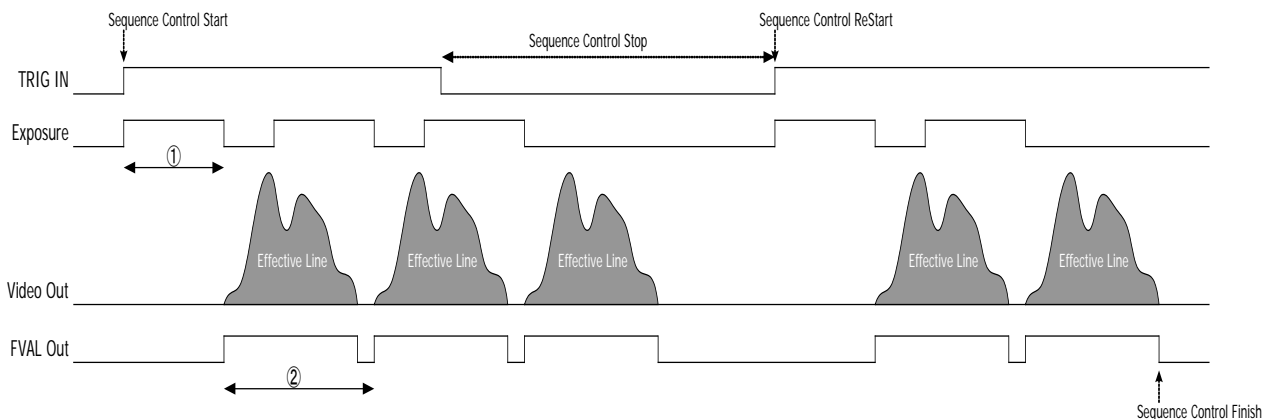 Sequence Control Start
Sequence Control ReStart
Sequence Control Stop
TRIG IN
Exposure
①
Effective Line
Effective Line
Effective Line
Effective Line
Effective Line
Video Out
FVAL Out
②
Sequence Control Finish